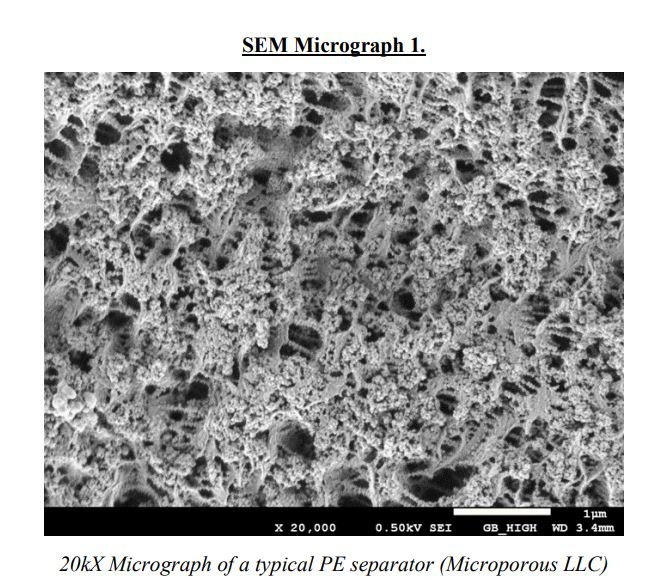 SEM Micrograph 1.
1µm
X 20,000 0.50kV SEI GB_HIGH WD 3.4mm
20kX Micrograph of a typical PE separator (Microporous LLC)